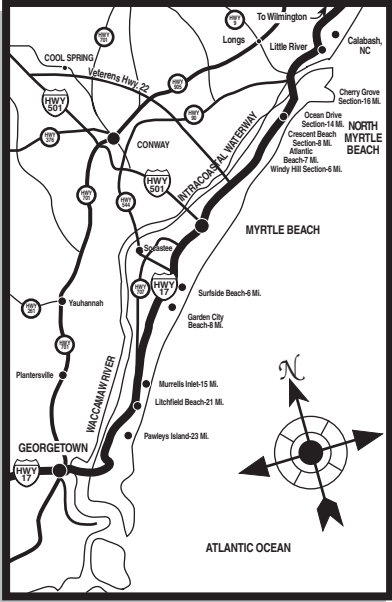 HWY
9
To Wilmington
HWY
701
Longs
Calabash,
NC
Little River
COOL SPRING
Veterens Hwy. 22
HWY
905
Cherry Grove
Section-16 Mi.
HWY
501
HWY
90
Ocean Drive
Section-14 Mi.
Crescent Beach
Section-8 Mi.
Atlantic
Beach-7 Mi.
Windy Hill Section-6 Mi.
NORTH
MYRTLE
BEACH
HWY
378
CONWAY
INTRACOASTAL WATERWAY
HWY
501
HWY
701
HWY
544
MYRTLE BEACH
Socastee
HWY
707
HWY
17
Surfside Beach-6 Mi.
Yauhannah
HWY
261
Garden City
Beach-8 Mi.
HWY
701
WACCAMAW RIVER
Plantersville
Murrells Inlet-15 Mi.
N
Litchfield Beach-21 Mi.
Pawleys Island-23 Mi.
GEORGETOWN
HWY
17
ATLANTIC OCEAN